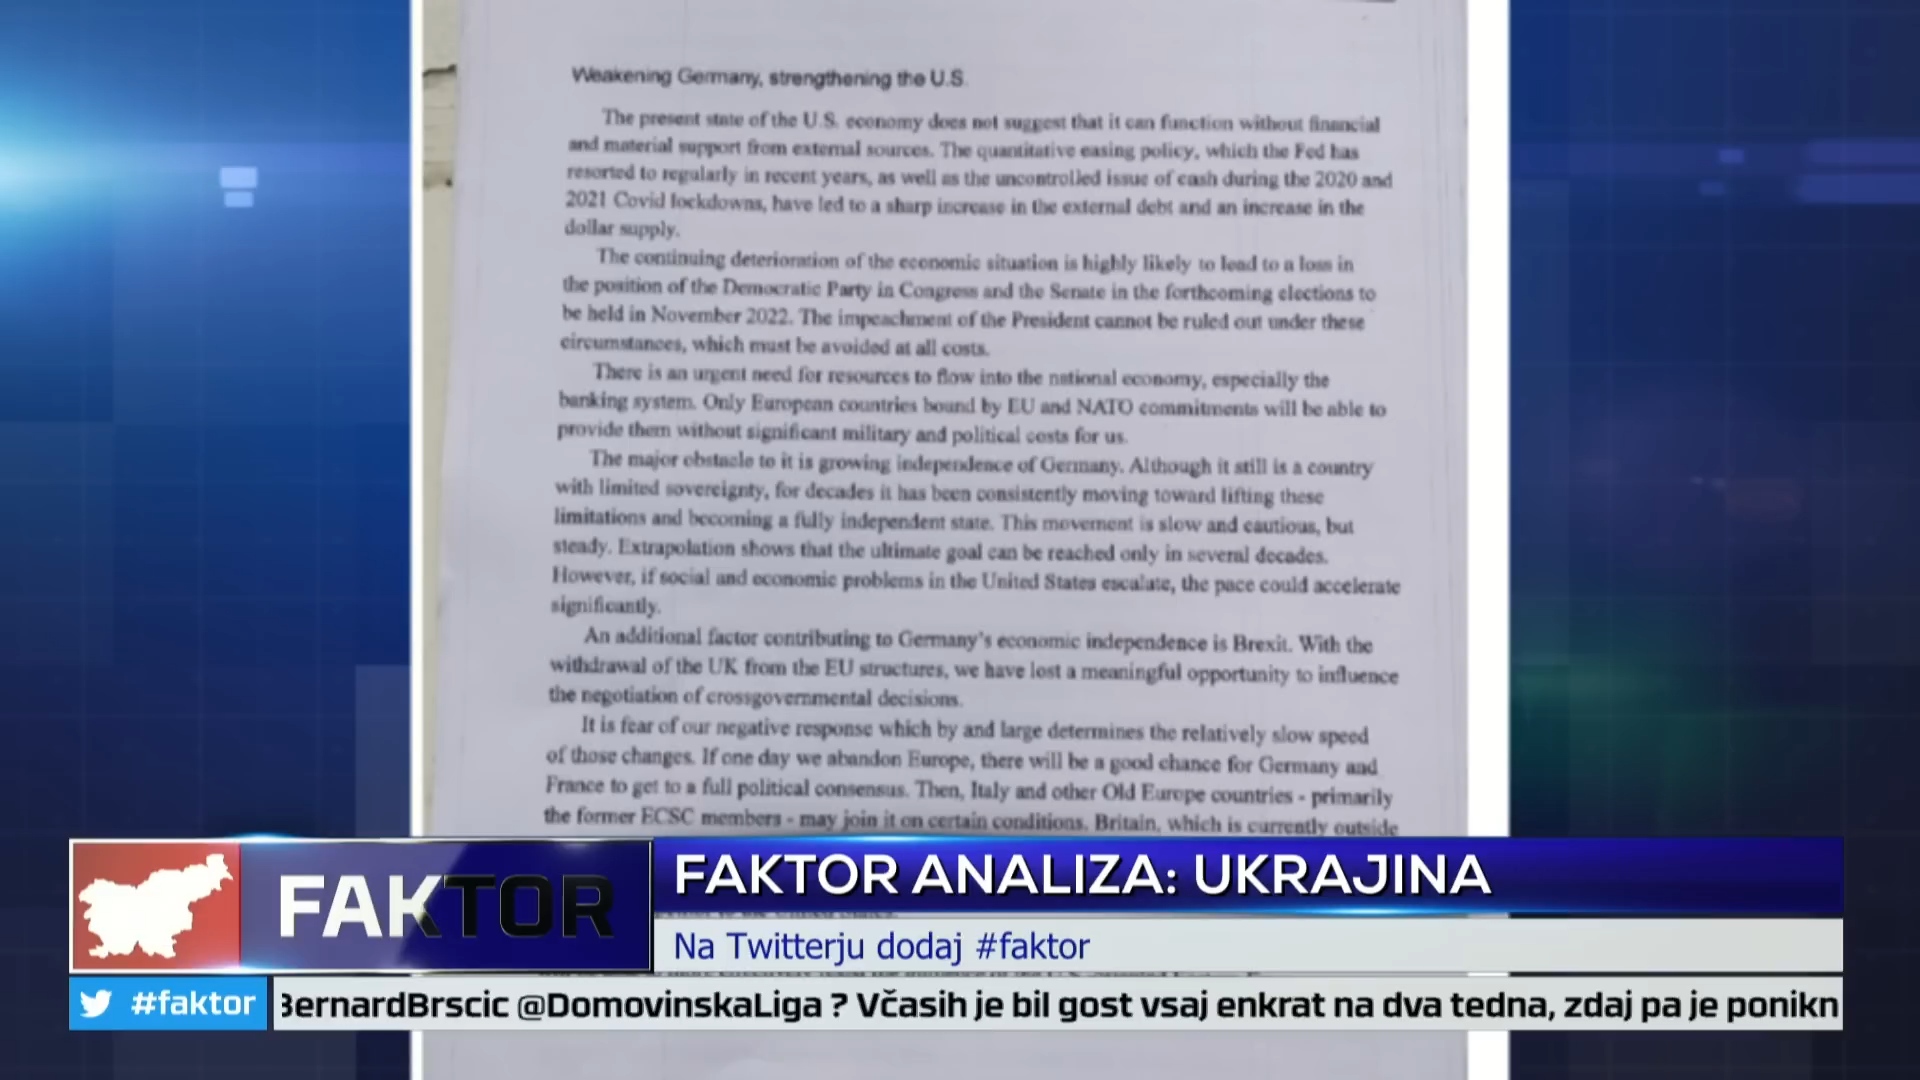 Weakening Germany, strengthening the U.S.
The present state of the U.S. economy does not suggest that it can function without financial
and material support from external sources. The quantitative easing policy, which the Fed has
resorted to regularly in recent years, as well as the uncontrolled issue of cash during the 2020 and
2021 Covid lockdowns, have led to a sharp increase in the external debt and an increase in the
dollar supply.
The continuing deterioration of the economic situation is highly likely to lead to a loss in
the position of the Democratic Party in Congress and the Senate in the forthcoming elections to
be held in November 2022. The impeachment of the President cannot be ruled out under these
circumstances, which must be avoided at all costs.
There is an urgent need for resources to flow into the national economy, especially the
banking system. Only European countries bound by EU and NATO commitments will be able to
provide them without significant military and political costs for us.
The major obstacle to it is growing independence of Germany. Although it still is a country
with limited sovereignty, for decades it has been consistently moving toward lifting these
limitations and becoming a fully independent state. This movement is slow and cautious, but
steady. Extrapolation shows that the ultimate goal can be reached only in several decades.
However, if social and economic problems in the United States escalate, the pace could accelerate
significantly.
An additional factor contributing to Germany's economic independence is Brexit. With the
withdrawal of the UK from the EU structures, we have lost a meaningful opportunity to influence
the negotiation of crossgovernmental decisions.
It is fear of our negative response which by and large determines the relatively slow speed
of those changes. If one day we abandon Europe, there will be a good chance for Germany and
France to get to a full political consensus. Then, Italy and other Old Europe countries - primarily
the former ECSC members - may join it on certain conditions. Britain, which is currently outside
FAKTOR
FAKTOR ANALIZA: UKRAJINA
Na Twitterju dodaj #faktor
#faktor
BernardBrscic @DomovinskaLiga ? Včasih je bil gost vsaj enkrat na dva tedna, zdaj pa je ponikn